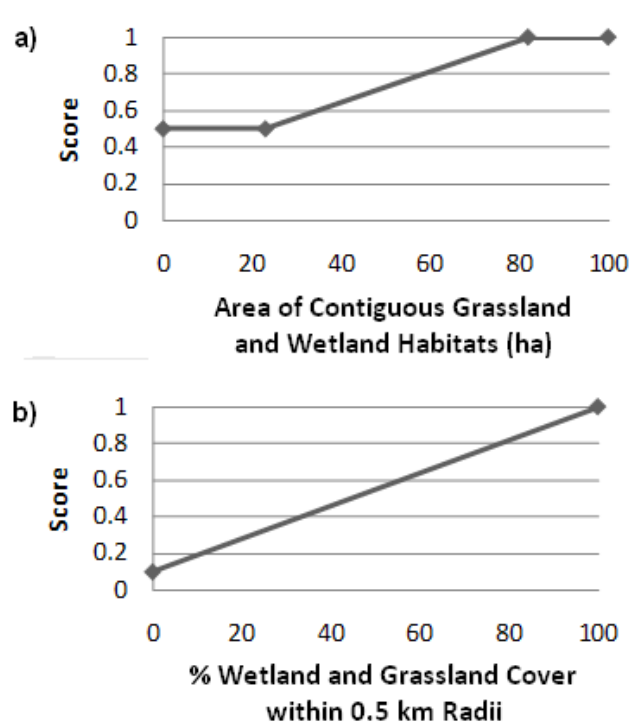 a)
1
0.8
0.6
0.4
0.2
0
Score
0 20 40 60 80 100
Area of Contiguous Grassland
and Wetland Habitats (ha)
b)
1
0.8
0.6
0.4
0.2
0
Score
0 20 40 60 80 100
% Wetland and Grassland Cover
within 0.5 km Radii